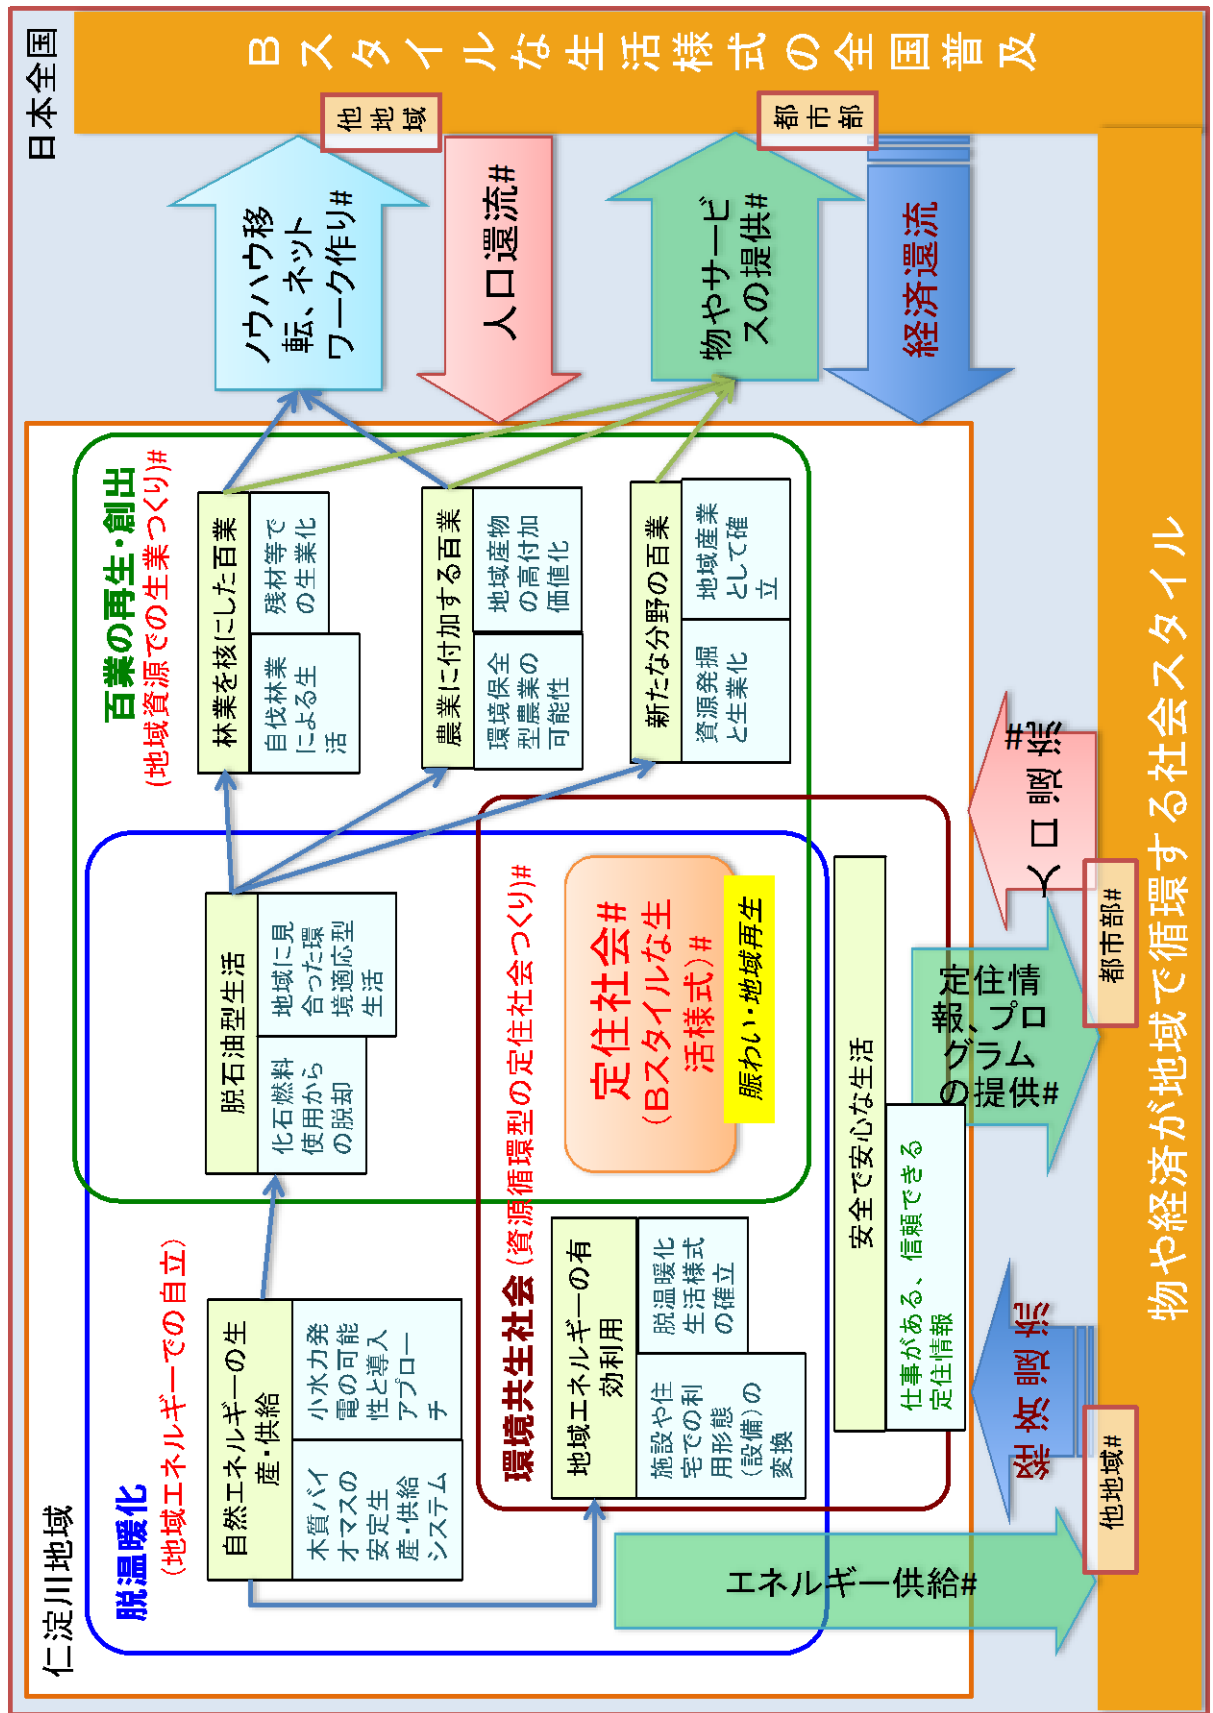 仁淀川地域
日本全国
脱温暖化
(地域エネルギーでの自立)#
自然エネルギーの生
産・供給
木質バイ
オマスの
安定生
産・供給
システム
小水力発
電の可能
性と導入
アプロー
チ
脱石油型生活
化石燃料
使用から
の脱却
地域に見
合った環
境適応型
生活
百業の再生・創出
(地域資源での生業つくり)#
林業を核にした百業
自伐林業
による生
活
残材等で
の生業化
農業に付加する百業
環境保全
型農業の
可能性
地域産物
の高付加
価値化
新たな分野の百業
資源発掘
と生業化
地域産業
として確
立
環境共生社会(資源循環型の定住社会つくり)#
地域エネルギーの有
効利用
施設や住
宅での利
用形態
(設備)の
変換
脱温暖化
生活様式
の確立
定住社会#
(Bスタイルな生
活様式)#
賑わい・地域再生
安全で安心な生活
仕事がある、信頼できる
定住情報
ノウハウ移
転、ネット
ワーク作り#
人口還流#
物やサービ
スの提供#
経済還流
他地域
都市部
Bスタイルな生活様式の全国普及
エネルギー供給#
経済還流
定住情
報、プロ
グラム
の提供#
人口還流
#
他地域#
都市部#
物や経済が地域で循環する社会スタイル